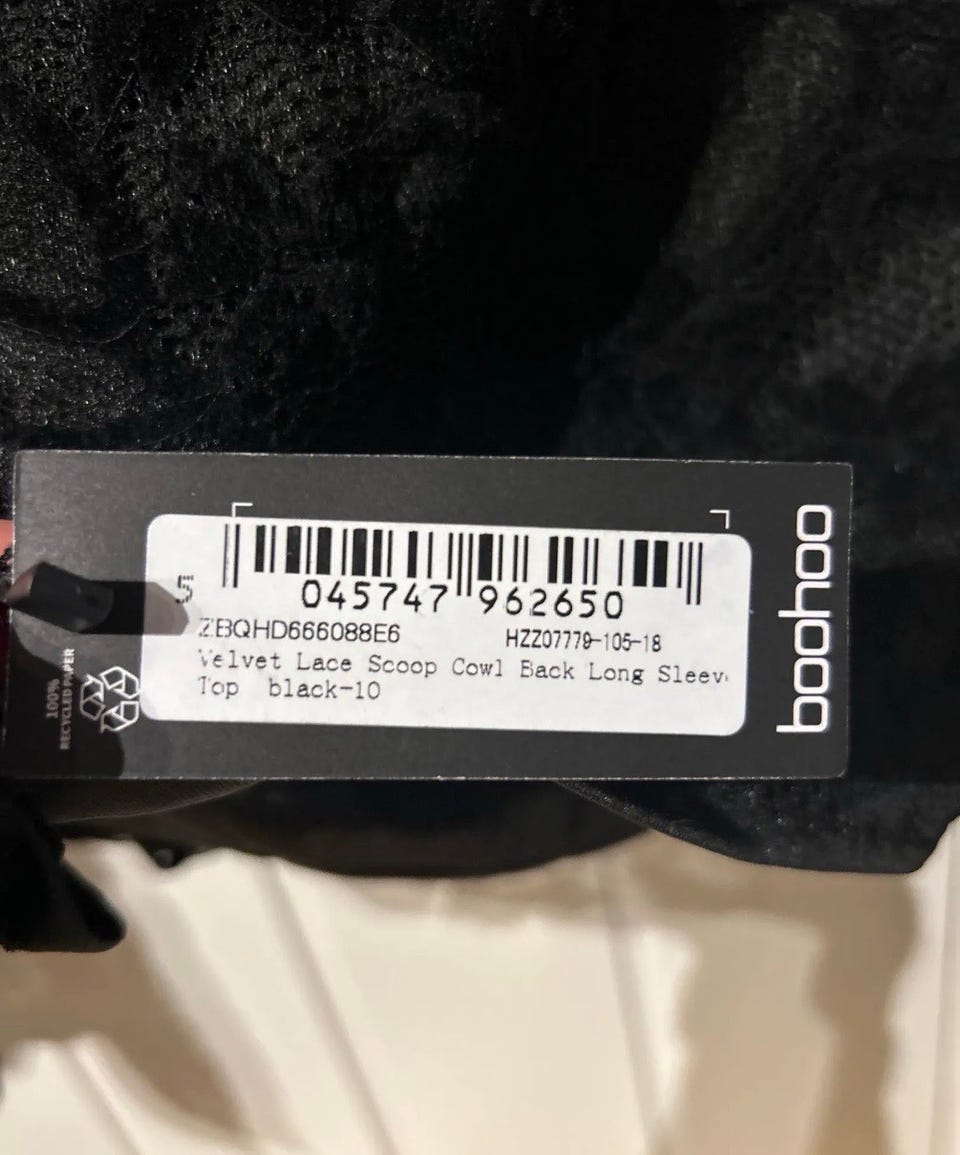 5 045747 962650
ZBQHD666088E6 HZZ07779-105-18
Velvet Lace Scoop Cowl Back Long Sleev
Top black-10
boohoo
100%
RECYCLED PAPER